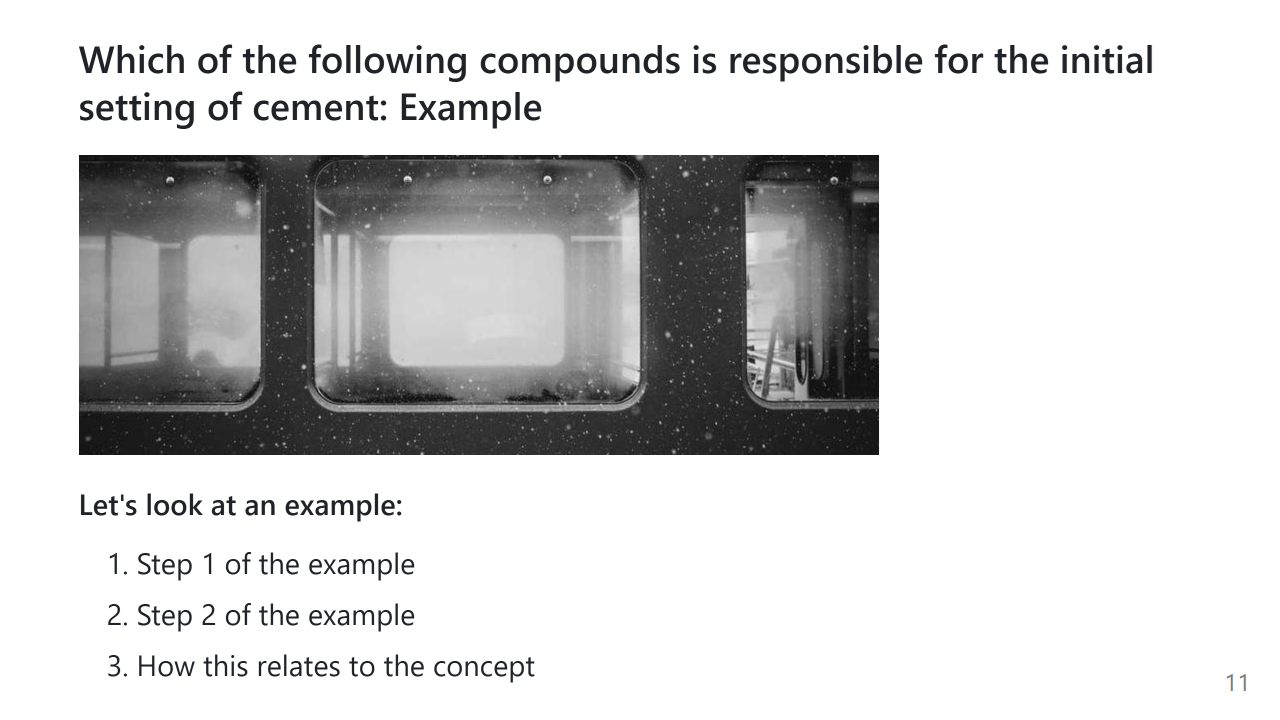 Which of the following compounds is responsible for the initial
setting of cement: Example
Let's look at an example:
1. Step 1 of the example
2. Step 2 of the example
3. How this relates to the concept
11